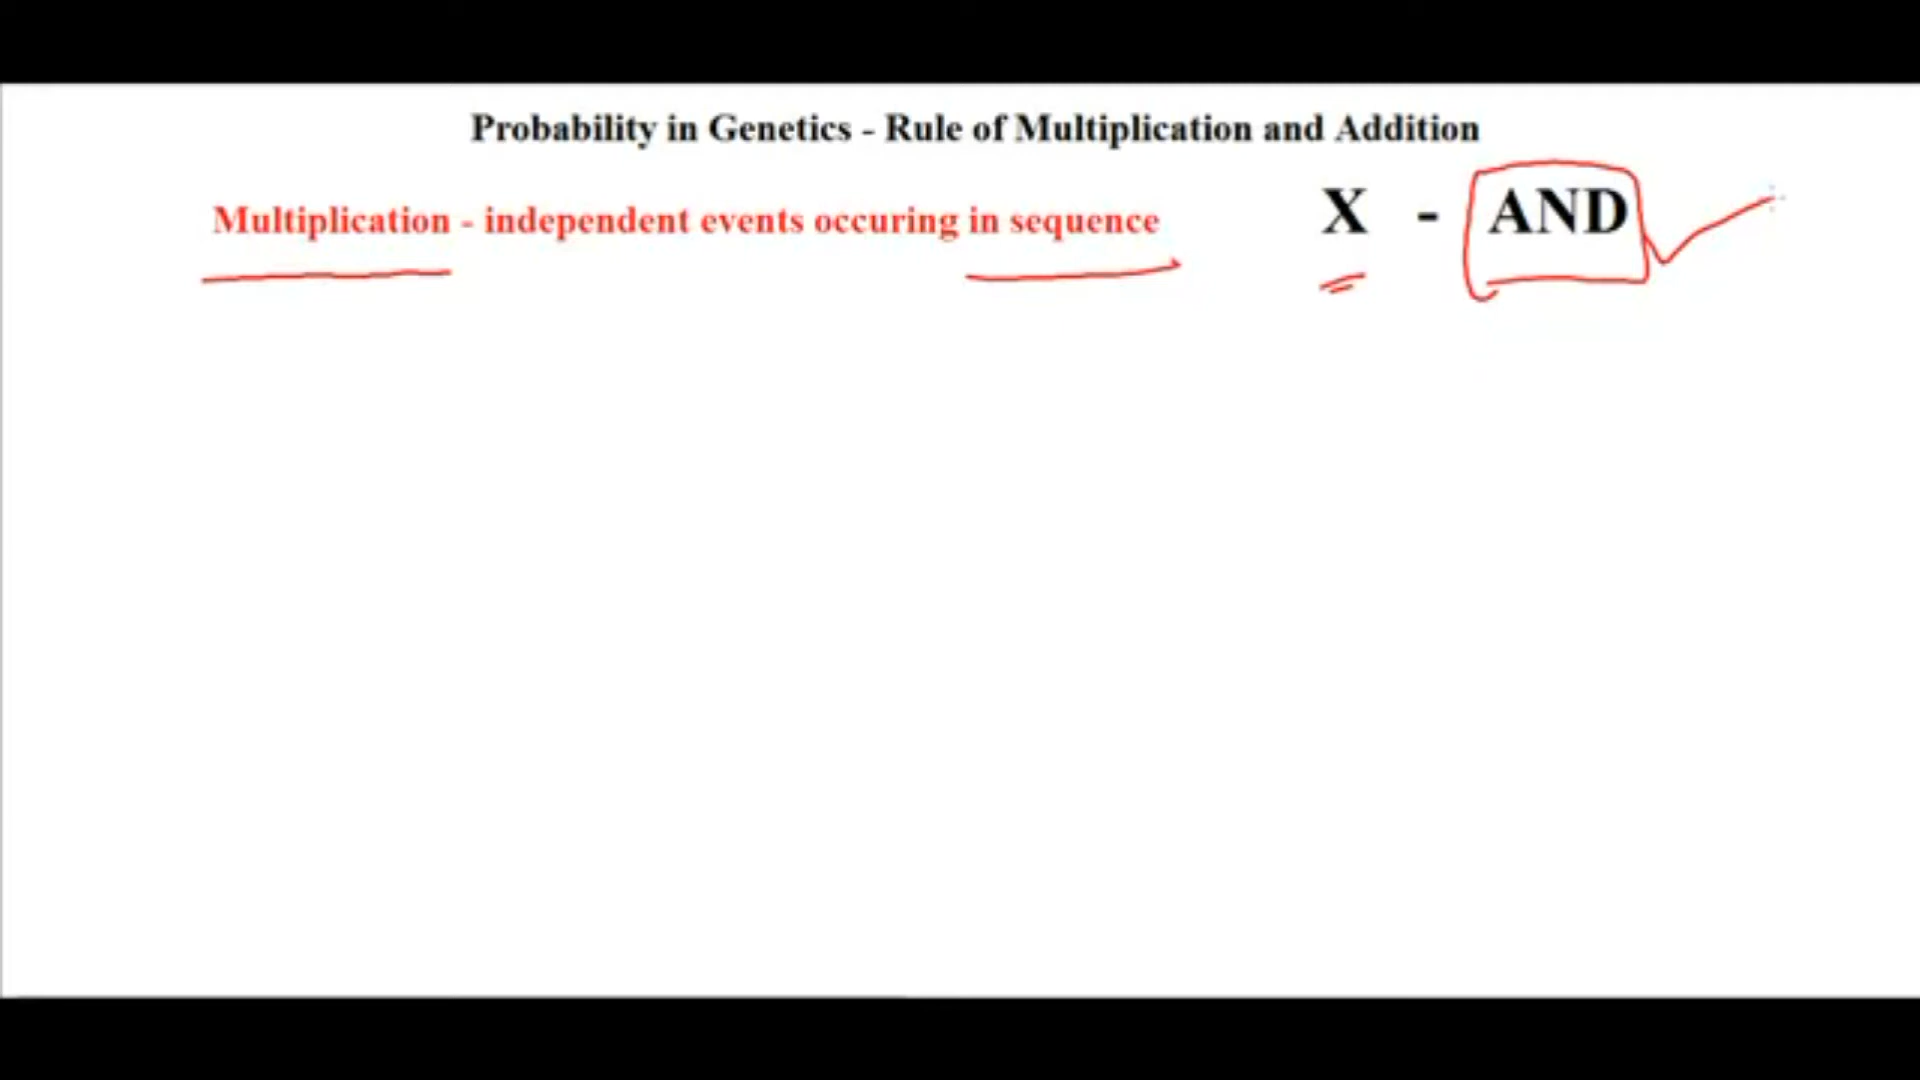 Probability in Genetics - Rule of Multiplication and Addition
Multiplication - independent events occuring in sequence X - AND